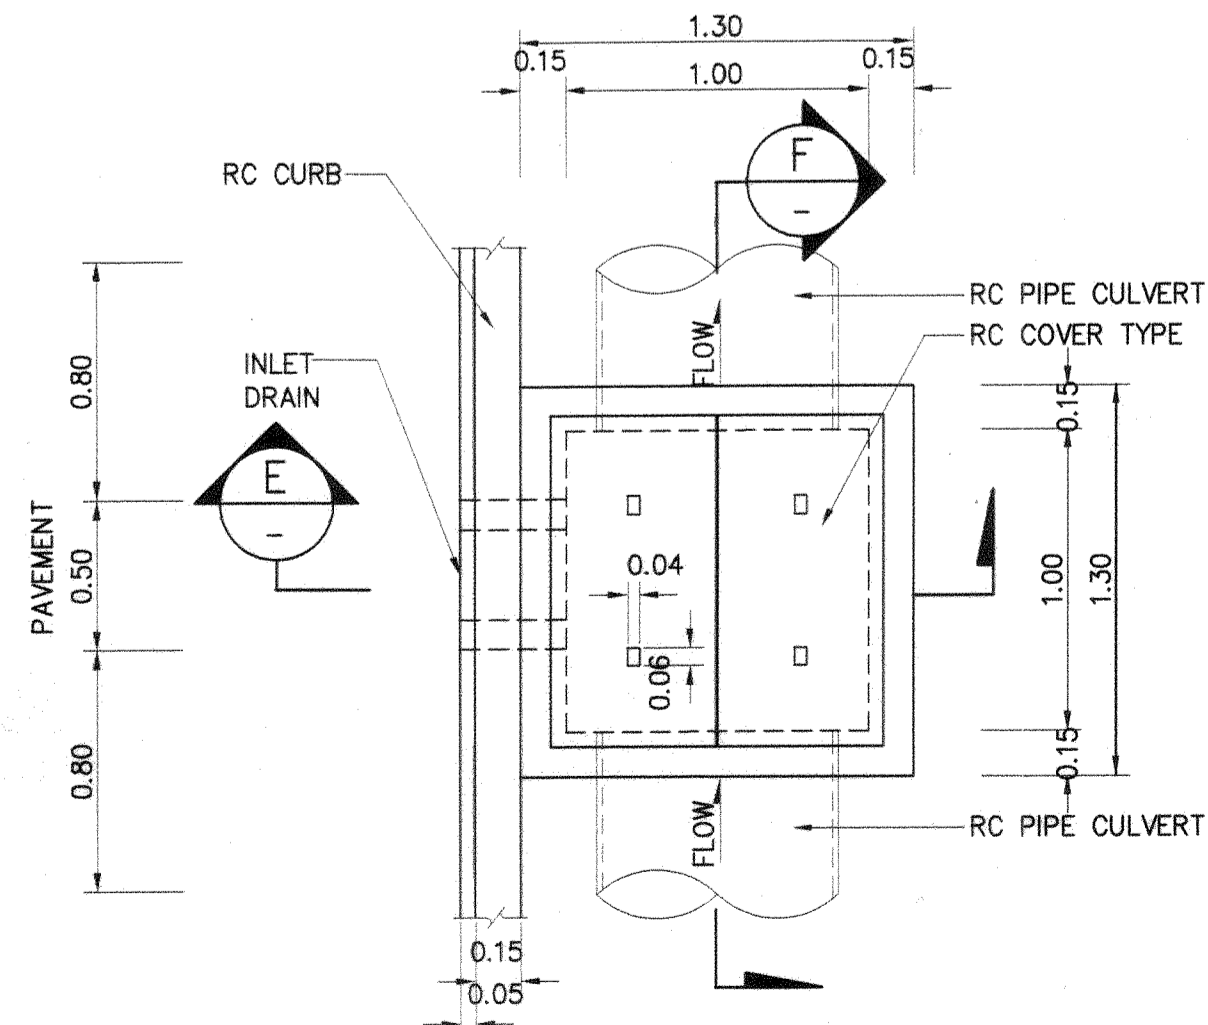 1.30
0.15
0.15
1.00
F
-
RC CURB
RC PIPE CULVERT
RC COVER TYPE
FLOW
INLET
DRAIN
0.80
0.15
E
-
PAVEMENT
0.50
0.04
0.06
1.00
1.30
0.80
0.15
FLOW
RC PIPE CULVERT
0.15
0.05